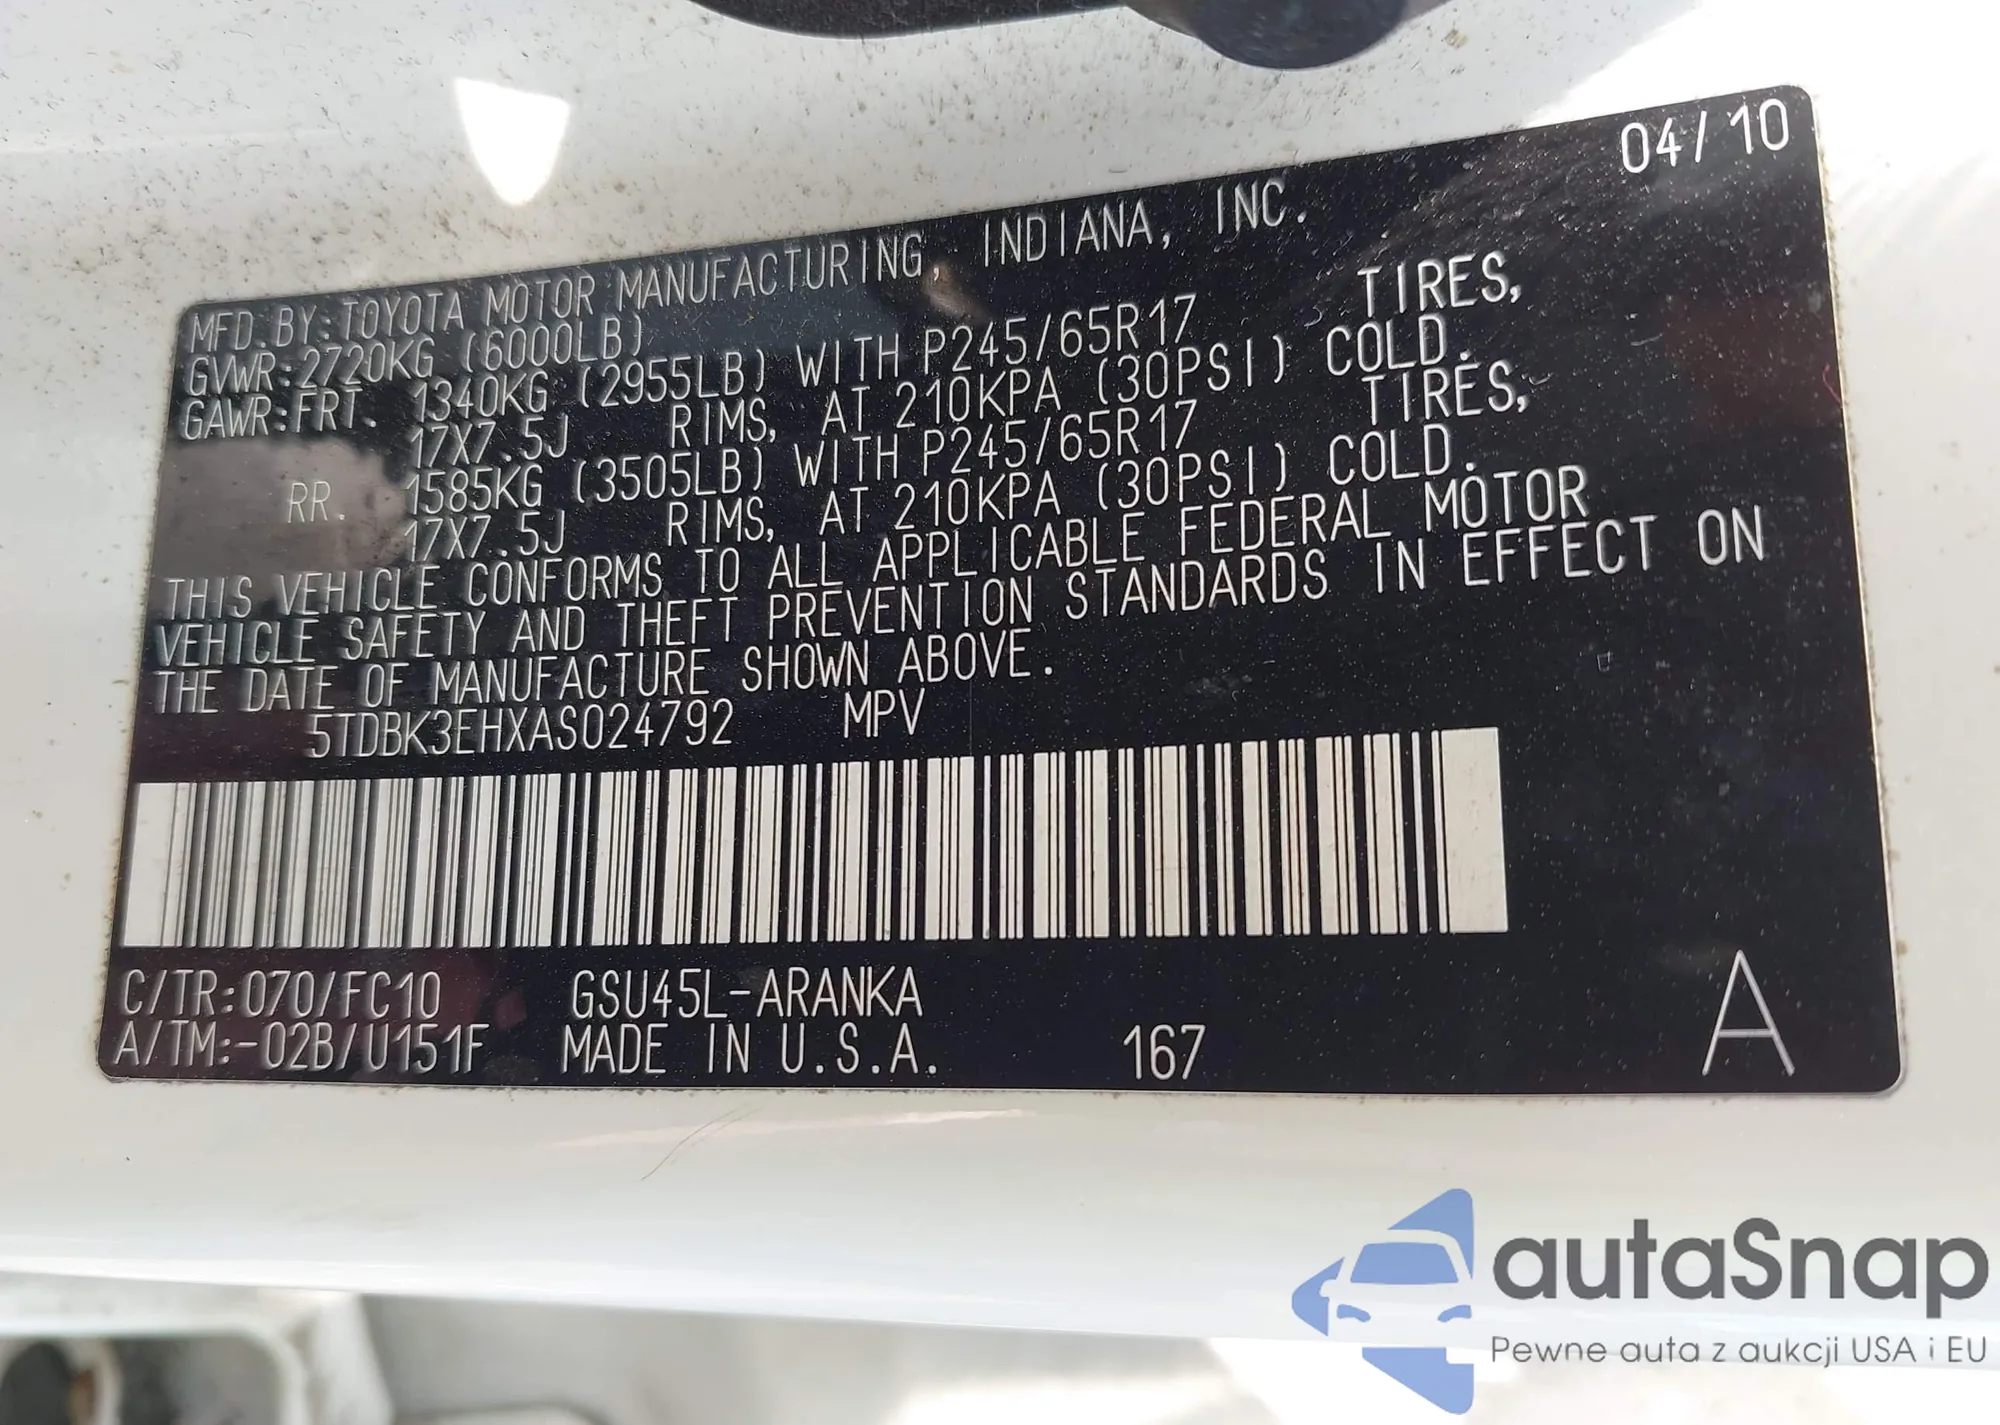 04/10
MFD.BY:TOYOTA MOTOR MANUFACTURING, INDIANA, INC.
GVWR:2720KG (6000LB)
GAWR:FRT. 1340KG (2955LB) WITH P245/65R17 TIRES,
17X7.5J RIMS, AT 210KPA (30PSI) COLD.
RR. 1585KG (3505LB) WITH P245/65R17 TIRES,
17X7.5J RIMS, AT 210KPA (30PSI) COLD.
THIS VEHICLE CONFORMS TO ALL APPLICABLE FEDERAL MOTOR
VEHICLE SAFETY AND THEFT PREVENTION STANDARDS IN EFFECT ON
THE DATE OF MANUFACTURE SHOWN ABOVE.
5TDBK3EHXAS024792 MPV
C/TR:070/FC10 GSU45L-ARANKA
A/TM:-02B/U151F MADE IN U.S.A. 167 A
autaSnap
Pewne auta z aukcji USA i EU